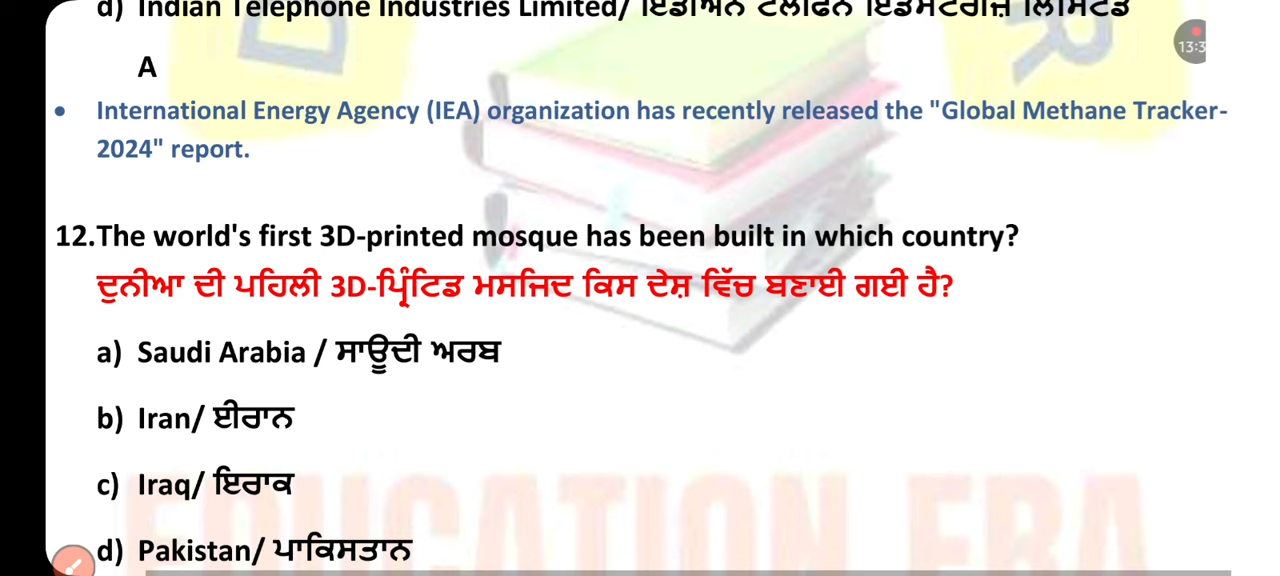 d) Indian Telephone Industries Limited/ ਇੰਡੀਅਨ ਟੈਲੀਫੋਨ ਇੰਡਸਟਰੀਜ਼ ਲਿਮਿਟੇਡ
A
13:3
• International Energy Agency (IEA) organization has recently released the "Global Methane Tracker-
2024" report.
12.The world's first 3D-printed mosque has been built in which country?
ਦੁਨੀਆ ਦੀ ਪਹਿਲੀ 3D-ਪ੍ਰਿੰਟਿਡ ਮਸਜਿਦ ਕਿਸ ਦੇਸ਼ ਵਿੱਚ ਬਣਾਈ ਗਈ ਹੈ?
a) Saudi Arabia / ਸਾਊਦੀ ਅਰਬ
b) Iran/ ਈਰਾਨ
c) Iraq/ ਇਰਾਕ
d) Pakistan/ ਪਾਕਿਸਤਾਨ
EDUCATION ERA